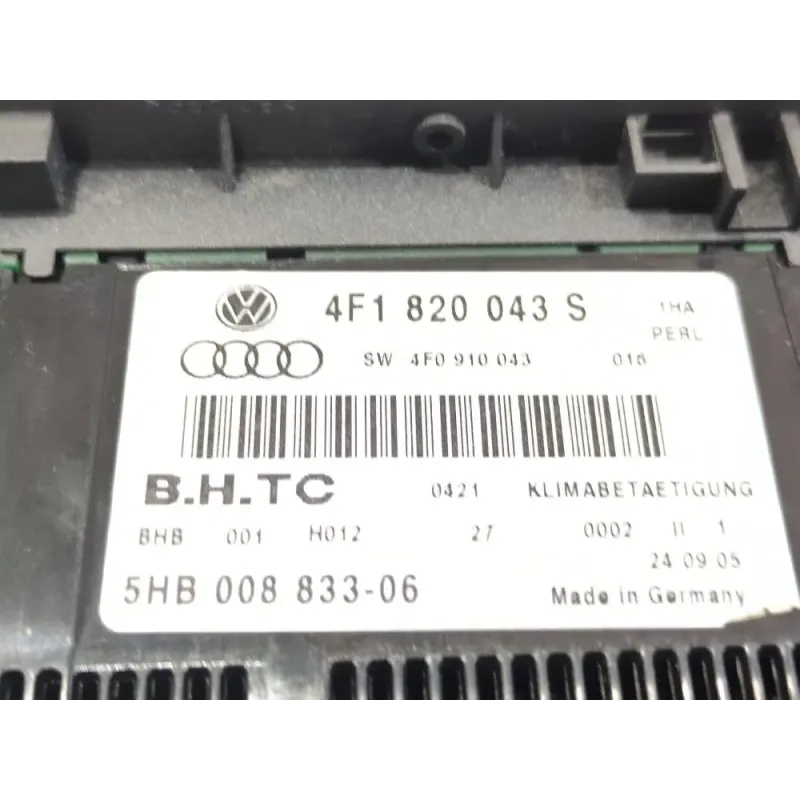 4F1 820 043 S 1HA
PERL
SW 4F0 910 043 018
B.H.TC 0421 KLIMABETAETIGUNG
BHB 001 H012 27 0002 II 1
24 09 05
5HB 008 833-06 Made in Germany